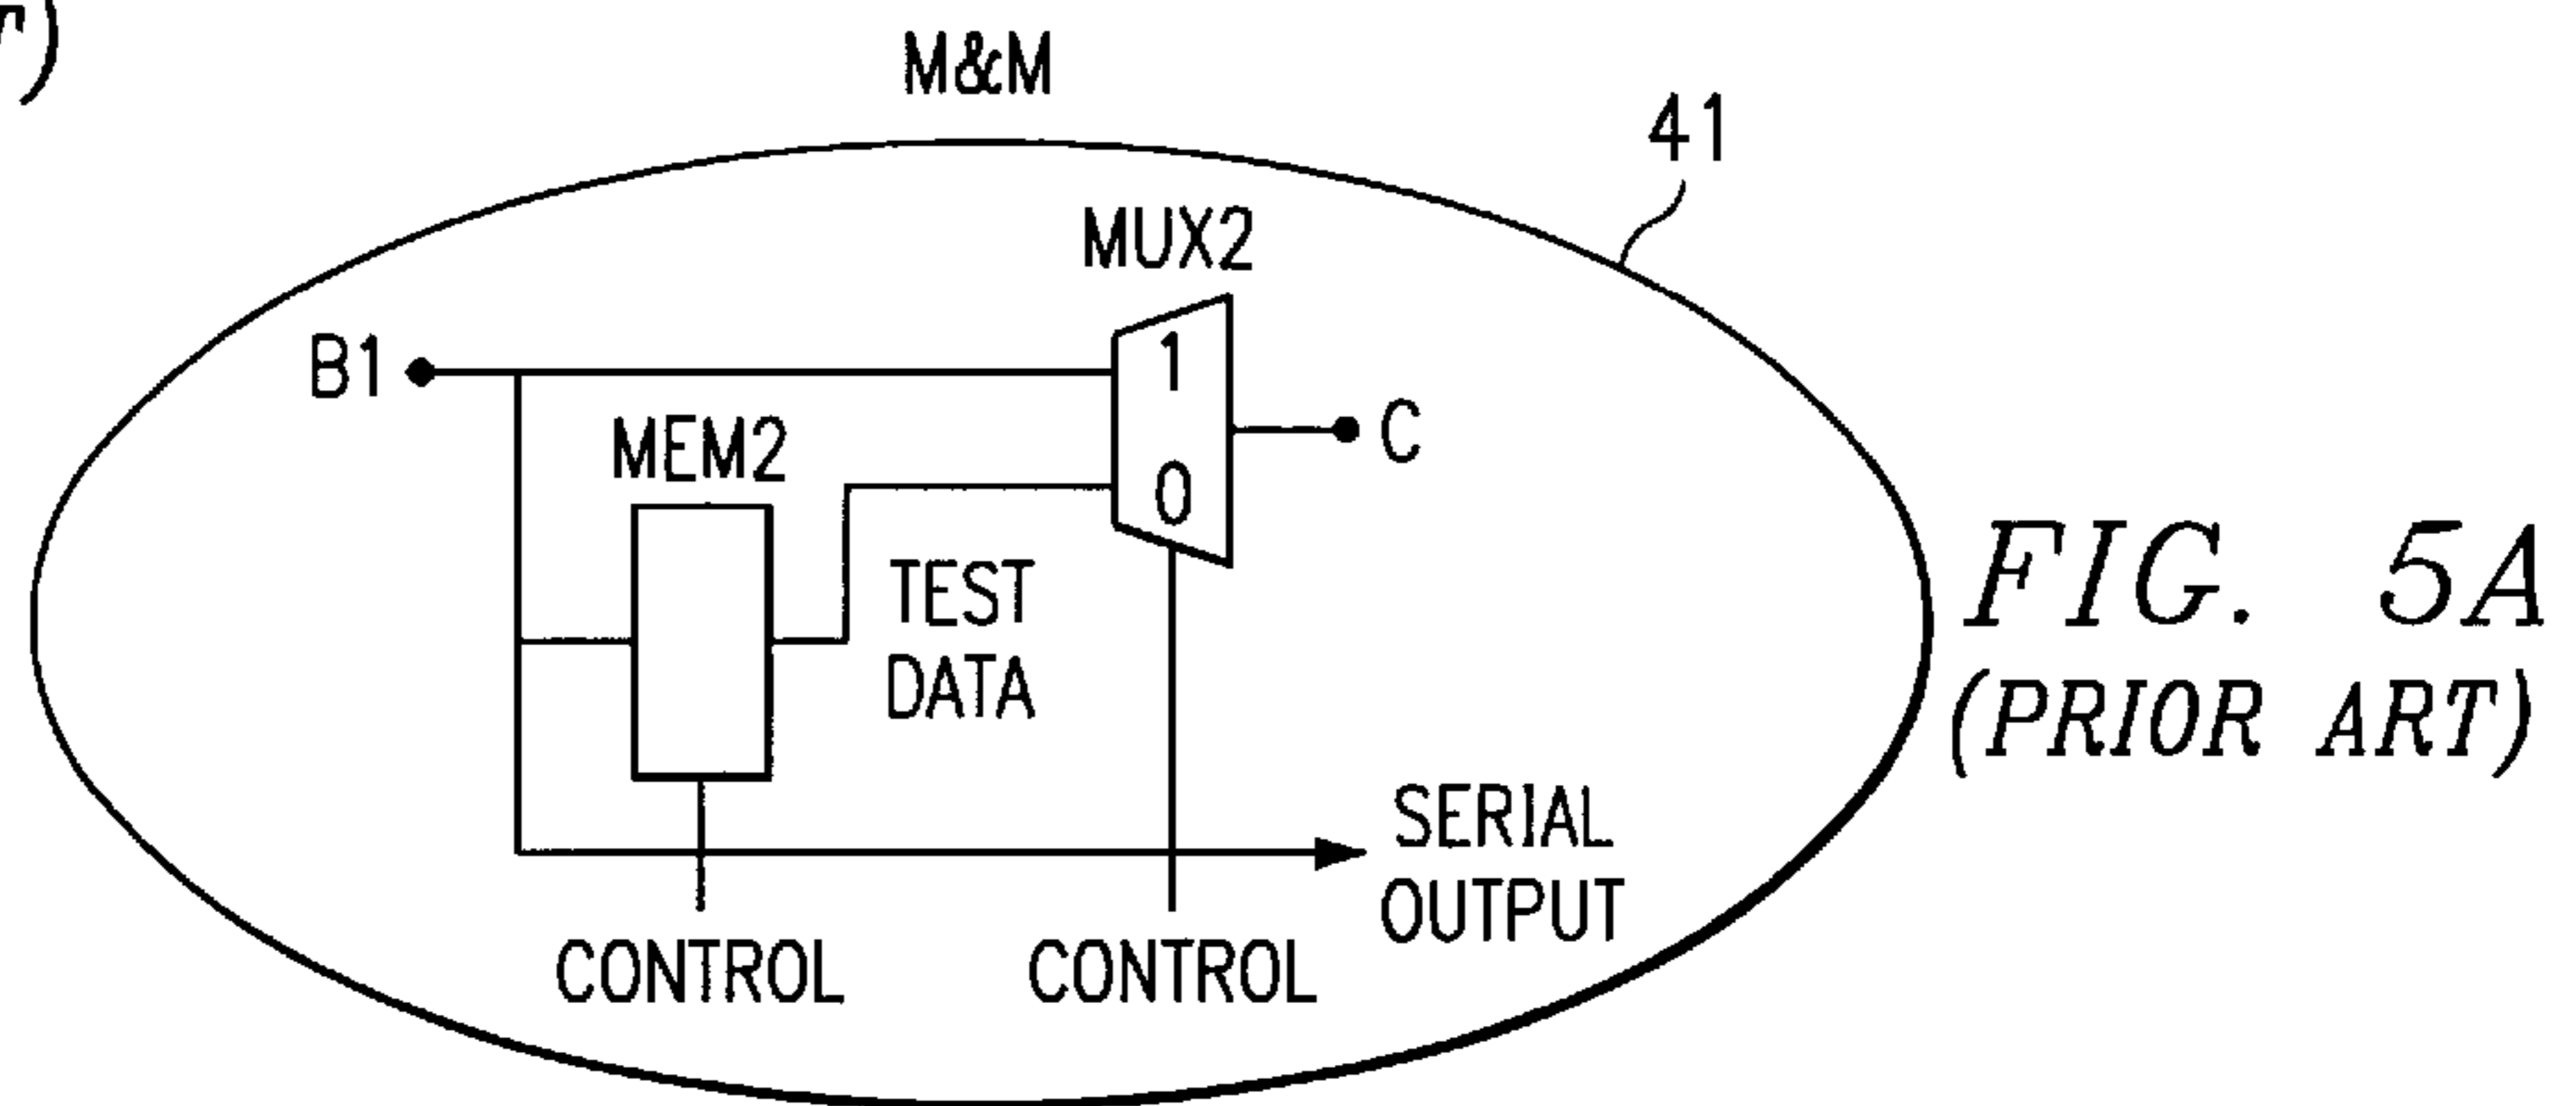 M&M
41
MUX2
B1
1
C
MEM2
0
TEST
DATA
FIG. 5A
(PRIOR ART)
SERIAL
OUTPUT
CONTROL
CONTROL